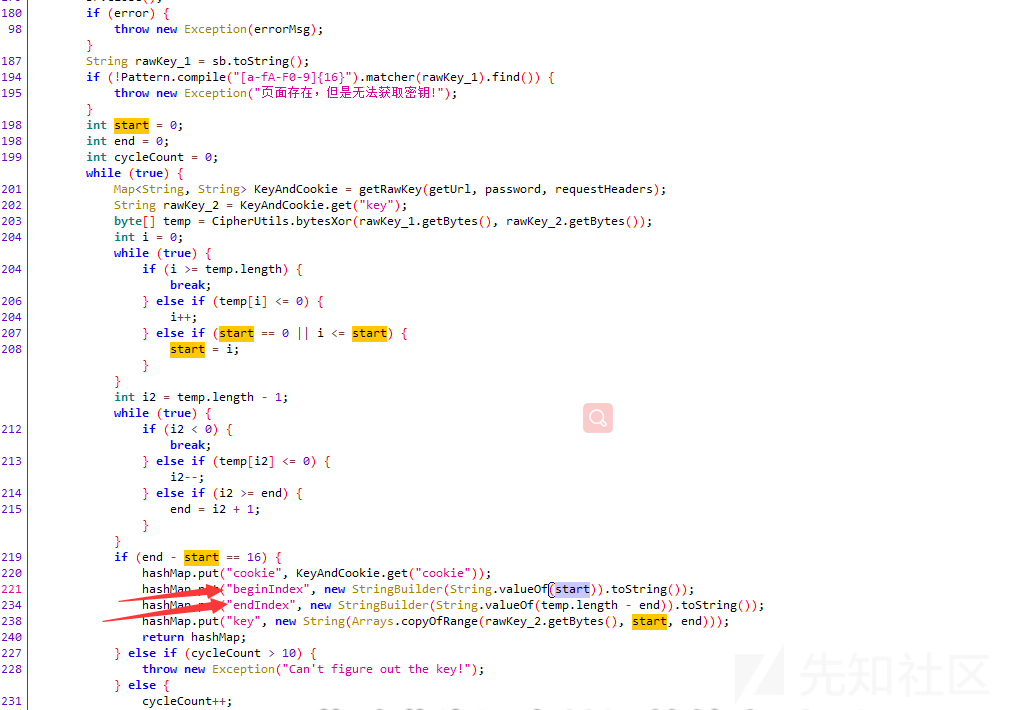 180 if (error) {
98 throw new Exception(errorMsg);
}
187 String rawKey_1 = sb.toString();
194 if (!Pattern.compile("[a-fA-F0-9]{16}").matcher(rawKey_1).find()) {
195 throw new Exception("页面存在，但是无法获取密钥!");
}
198 int start = 0;
198 int end = 0;
199 int cycleCount = 0;
while (true) {
201 Map<String, String> KeyAndCookie = getRawKey(getUrl, password, requestHeaders);
202 String rawKey_2 = KeyAndCookie.get("key");
203 byte[] temp = CipherUtils.bytesXor(rawKey_1.getBytes(), rawKey_2.getBytes());
204 int i = 0;
while (true) {
204 if (i >= temp.length) {
break;
206 } else if (temp[i] <= 0) {
204 i++;
207 } else if (start == 0 || i <= start) {
208 start = i;
}
}
int i2 = temp.length - 1;
while (true) {
212 if (i2 < 0) {
break;
213 } else if (temp[i2] <= 0) {
i2--;
214 } else if (i2 >= end) {
215 end = i2 + 1;
}
}
219 if (end - start == 16) {
220 hashMap.put("cookie", KeyAndCookie.get("cookie"));
221 hashMap.put("beginIndex", new StringBuilder(String.valueOf(start)).toString());
234 hashMap.put("endIndex", new StringBuilder(String.valueOf(temp.length - end)).toString());
238 hashMap.put("key", new String(Arrays.copyOfRange(rawKey_2.getBytes(), start, end)));
240 return hashMap;
227 } else if (cycleCount > 10) {
228 throw new Exception("Can't figure out the key!");
} else {
231 cycleCount++;
先知社区